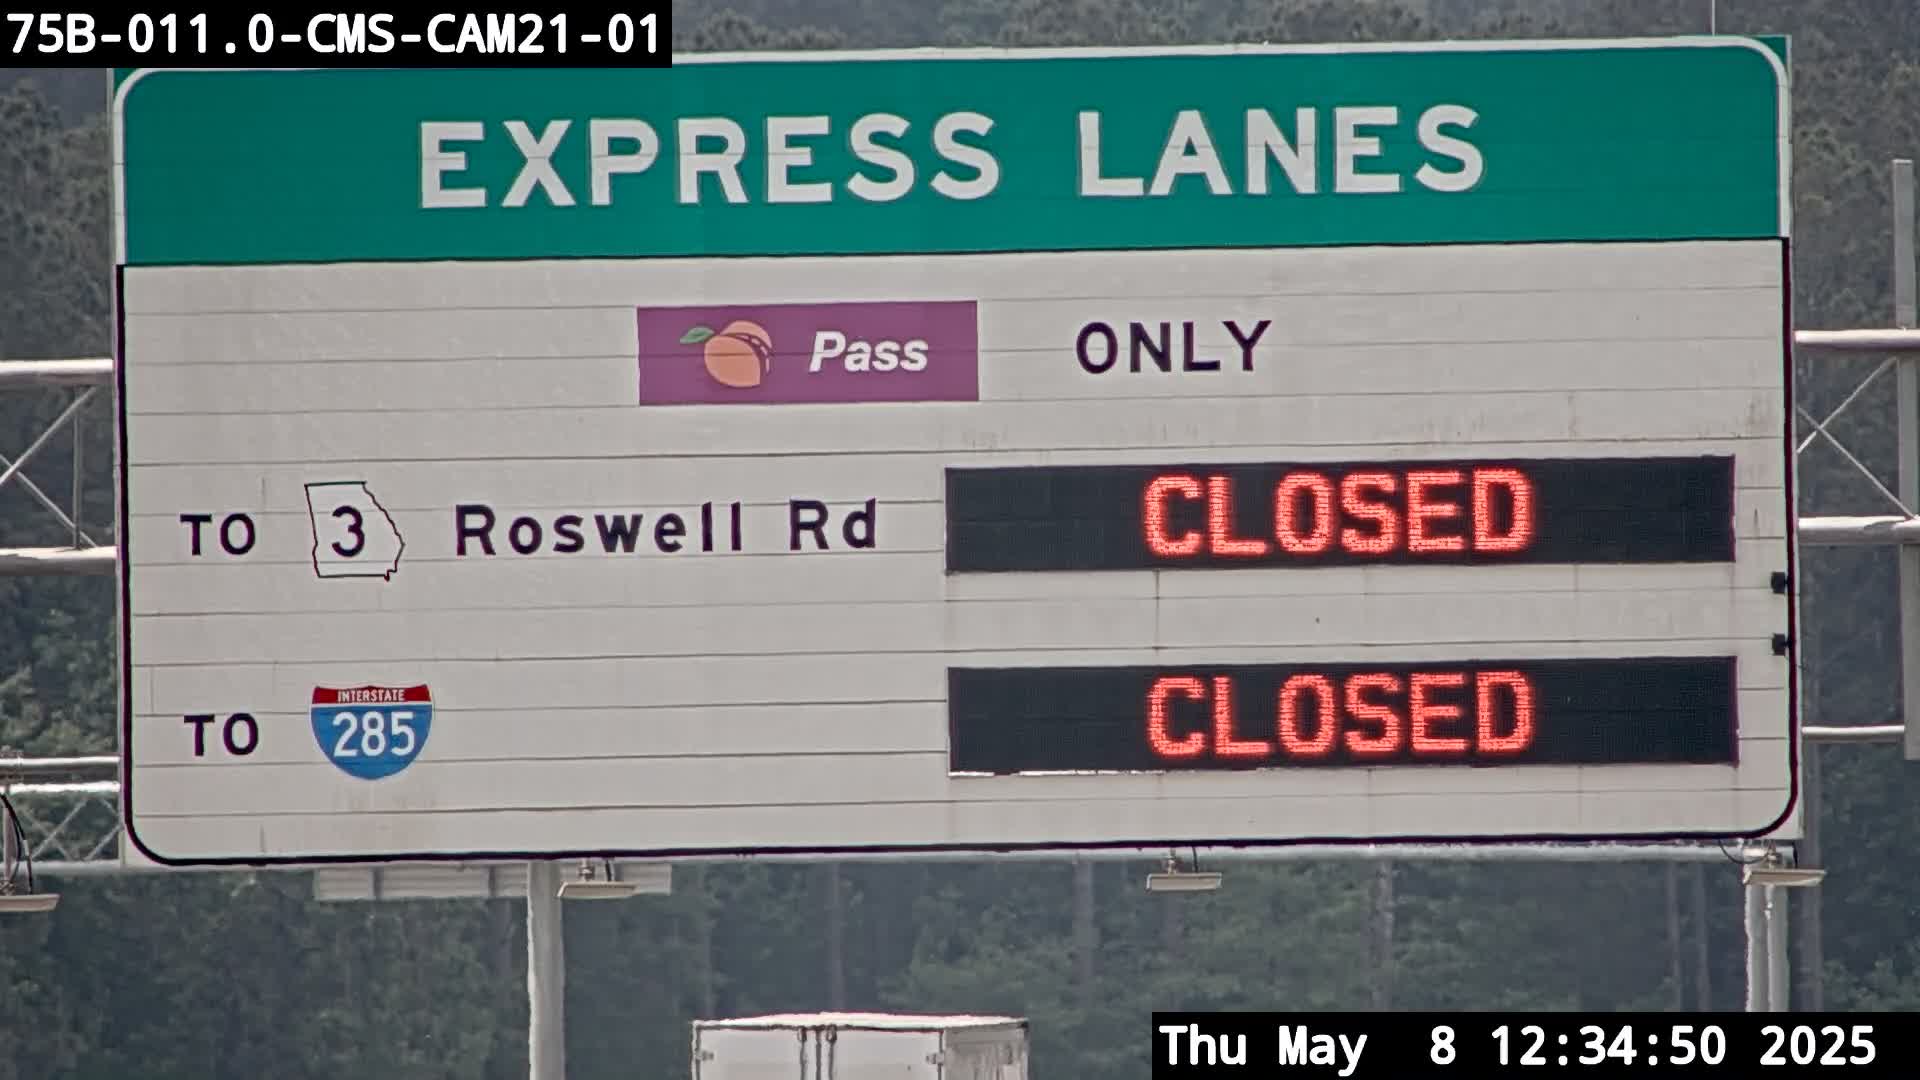 75B-011.0-CMS-CAM21-01
EXPRESS LANES
Pass ONLY
TO 3 Roswell Rd CLOSED
TO INTERSTATE 285 CLOSED
Thu May 8 12:34:50 2025